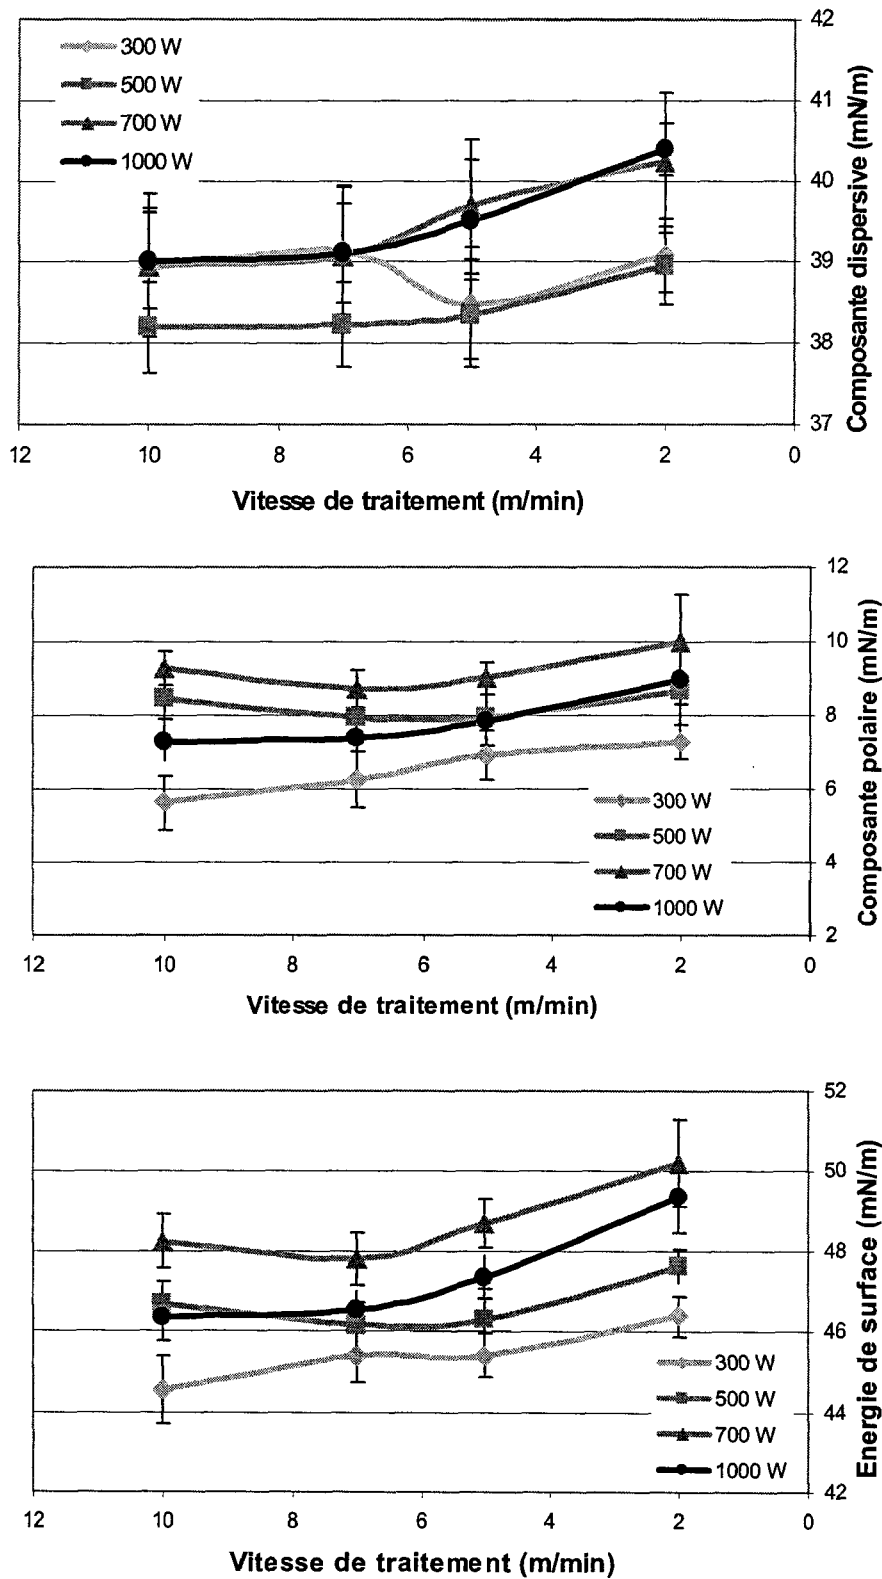 42
300 W
500 W
41
700 W
1000 W
40
39
38
37
12 10 8 6 4 2 0
Composante dispersive (mN/m)
Vitesse de traitement (m/min)
12
10
8
6
300 W
500 W
4
700 W
1000 W
2
12 10 8 6 4 2 0
Composante polaire (mN/m)
Vitesse de traitement (m/min)
52
50
48
46
300 W
500 W
44
700 W
1000 W
42
12 10 8 6 4 2 0
Energie de surface (mN/m)
Vitesse de traitement (m/min)